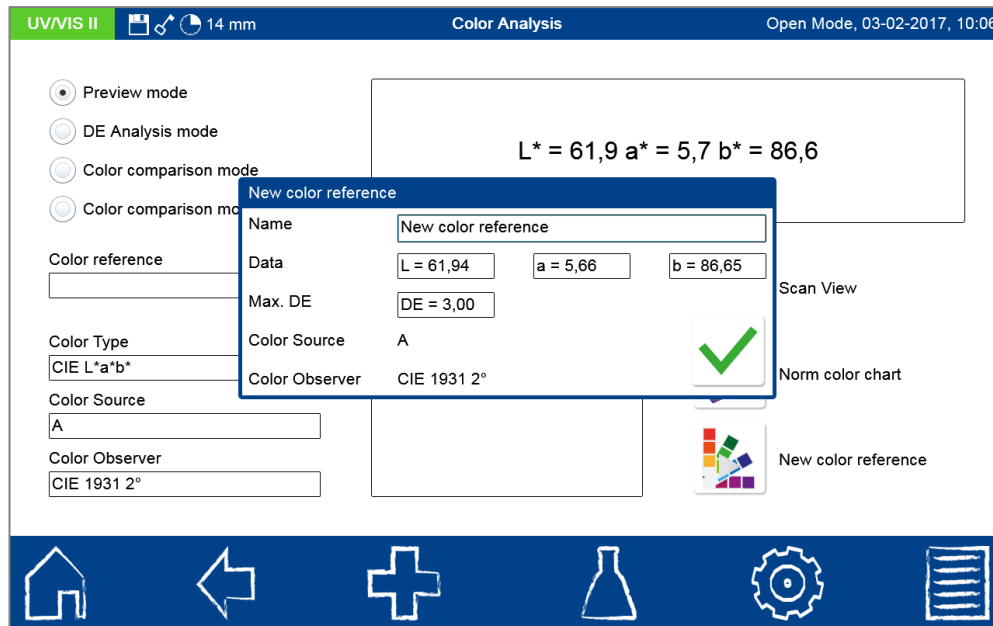 UV/VIS II 14 mm Color Analysis Open Mode, 03-02-2017, 10:06
Preview mode
DE Analysis mode
Color comparison mode
Color comparison mo
L* = 61,9 a* = 5,7 b* = 86,6
New color reference
Name New color reference
Data L = 61,94 a = 5,66 b = 86,65
Max. DE DE = 3,00
Color Source A
Color Observer CIE 1931 2°
Color reference
Color Type
CIE L*a*b*
Color Source
A
Color Observer
CIE 1931 2°
Scan View
Norm color chart
New color reference